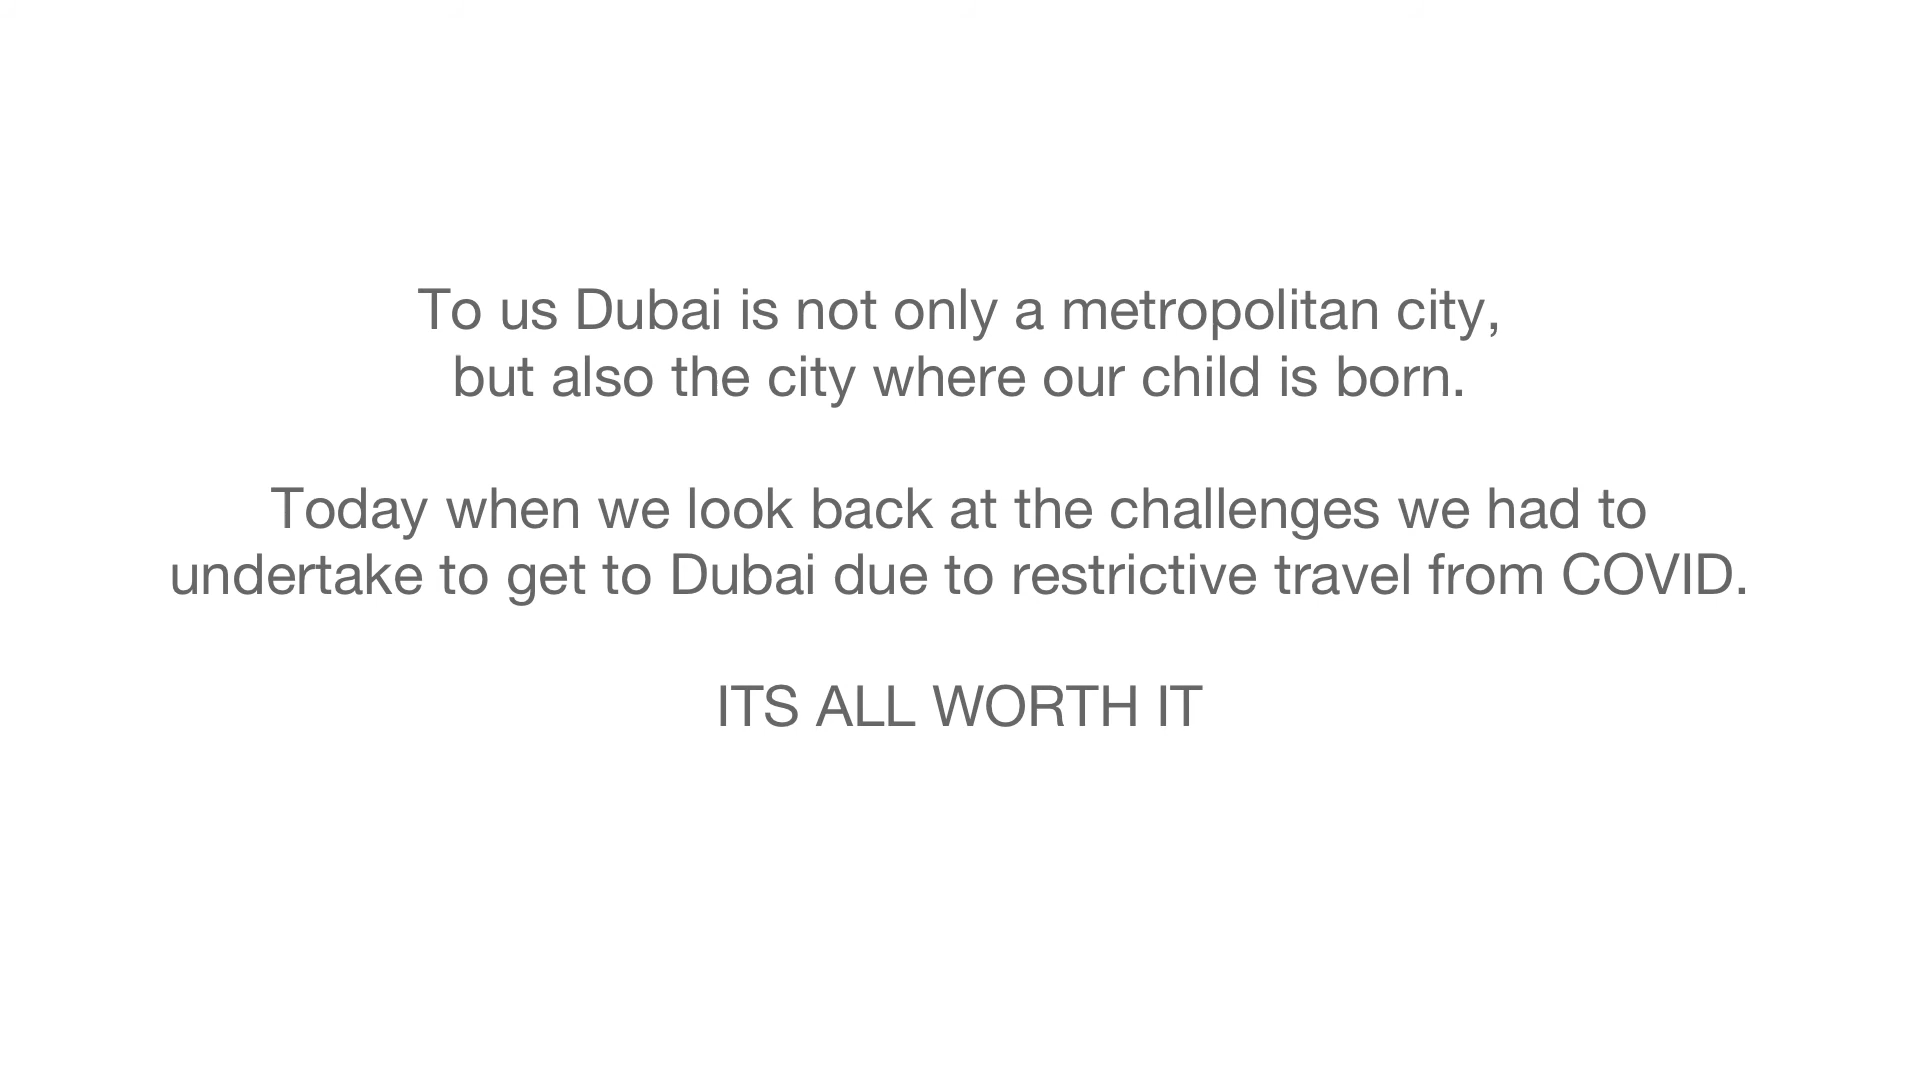 To us Dubai is not only a metropolitan city,
but also the city where our child is born.
Today when we look back at the challenges we had to
undertake to get to Dubai due to restrictive travel from COVID.
ITS ALL WORTH IT